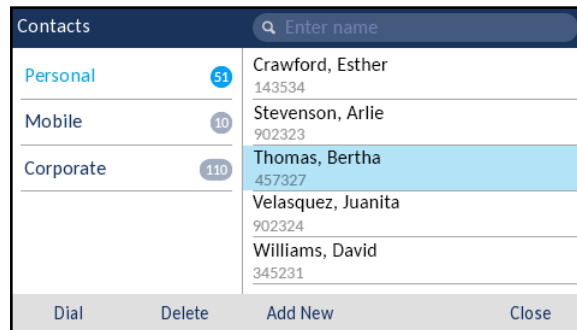 Contacts
Enter name
Personal 51
Mobile 10
Corporate 110
Crawford, Esther
143534
Stevenson, Arlie
902323
Thomas, Bertha
457327
Velasquez, Juanita
902324
Williams, David
345231
Dial Delete Add New Close